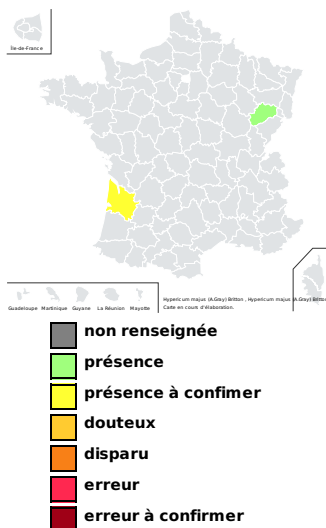 Île-de-France
Guadeloupe Martinique Guyane La Réunion Mayotte
Hypericum majus (A.Gray) Britton , Hypericum majus (A.Gray) Britton
Carte en cours d'élaboration.
non renseignée
présence
présence à confimer
douteux
disparu
erreur
erreur à confirmer